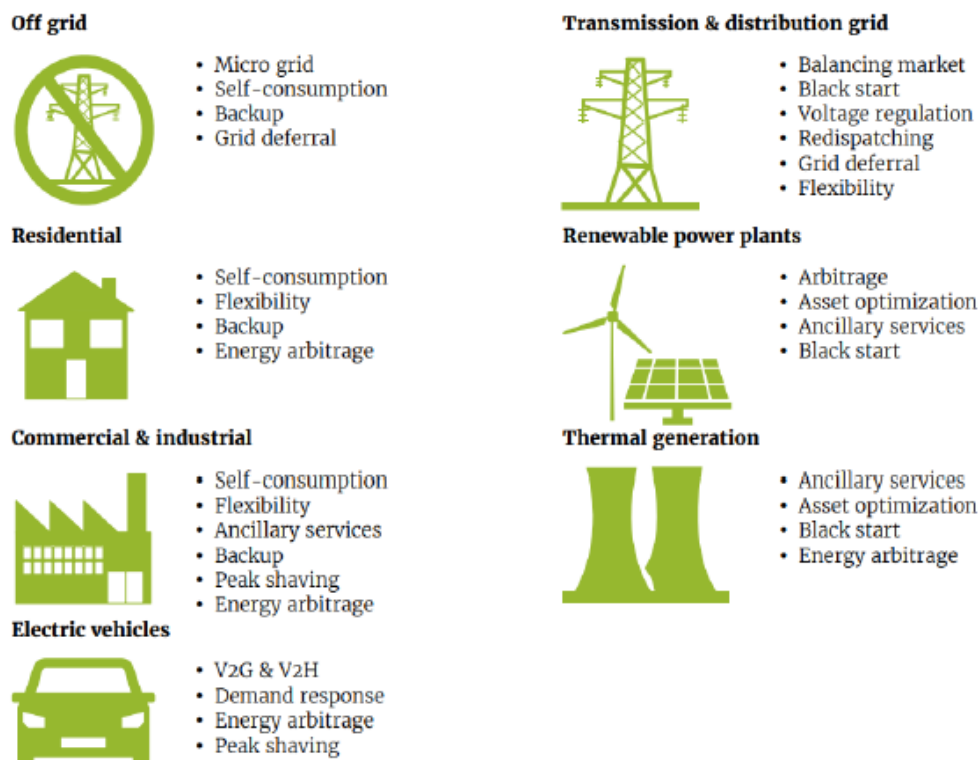 Off grid
• Micro grid
• Self-consumption
• Backup
• Grid deferral
Residential
• Self-consumption
• Flexibility
• Backup
• Energy arbitrage
Commercial & industrial
• Self-consumption
• Flexibility
• Ancillary services
• Backup
• Peak shaving
• Energy arbitrage
Electric vehicles
• V2G & V2H
• Demand response
• Energy arbitrage
• Peak shaving
Transmission & distribution grid
• Balancing market
• Black start
• Voltage regulation
• Redispatching
• Grid deferral
• Flexibility
Renewable power plants
• Arbitrage
• Asset optimization
• Ancillary services
• Black start
Thermal generation
• Ancillary services
• Asset optimization
• Black start
• Energy arbitrage